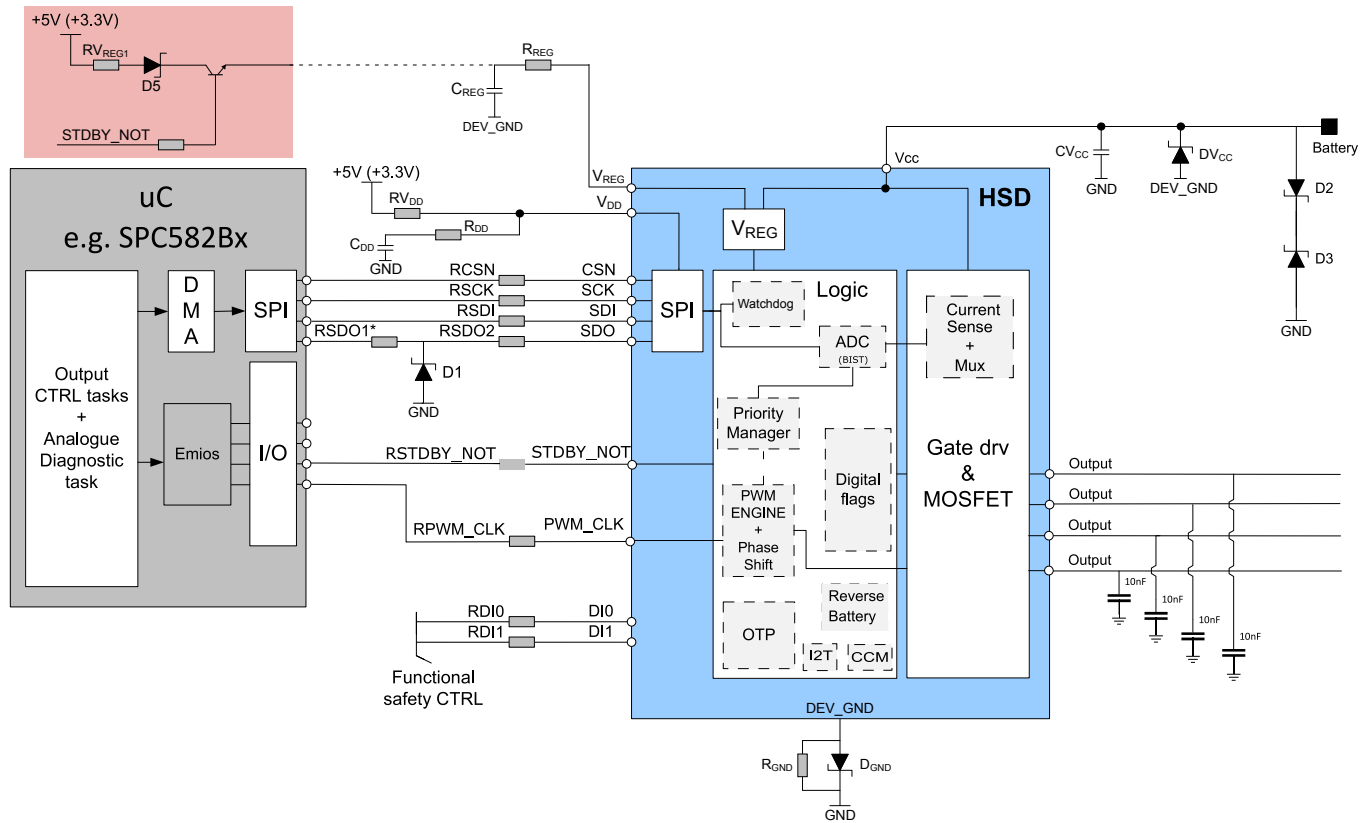 +5V (+3.3V)
RVREG1
D5
STDBY_NOT
RREG
CREG
DEV_GND
Battery
CVCC
GND
DVCC
DEV_GND
D2
D3
GND
uC
e.g. SPC582Bx
Output
CTRL tasks
+
Analogue
Diagnostic
task
D
M
A
SPI
Emios
I/O
+5V (+3.3V)
RVDD
RDD
CDD
GND
VREG
VDD
RCSN
CSN
RSCK
SCK
RSDI
SDI
RSDO1*
RSDO2
SDO
D1
GND
RSTDBY_NOT
STDBY_NOT
RPWM_CLK
PWM_CLK
RDI0
DI0
RDI1
DI1
Functional
safety CTRL
Vcc
HSD
VREG
SPI
Logic
Watchdog
ADC
(BIST)
Priority
Manager
Digital
flags
PWM
ENGINE
+
Phase
Shift
Reverse
Battery
OTP
I2T
CCM
Current
Sense
+
Mux
Gate drv
&
MOSFET
Output
Output
Output
Output
10nF
10nF
10nF
10nF
DEV_GND
RGND
DGND
GND